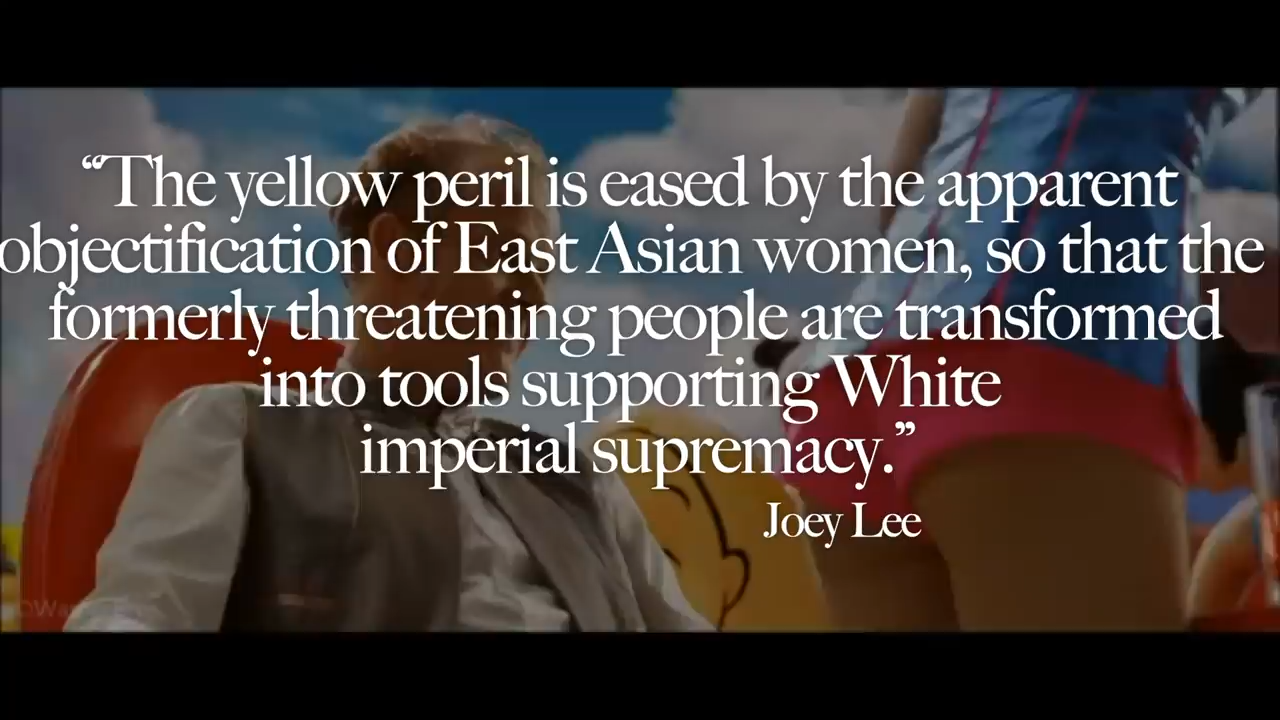 “The yellow peril is eased by the apparent
objectification of East Asian women, so that the
formerly threatening people are transformed
into tools supporting White
imperial supremacy.”
Joey Lee